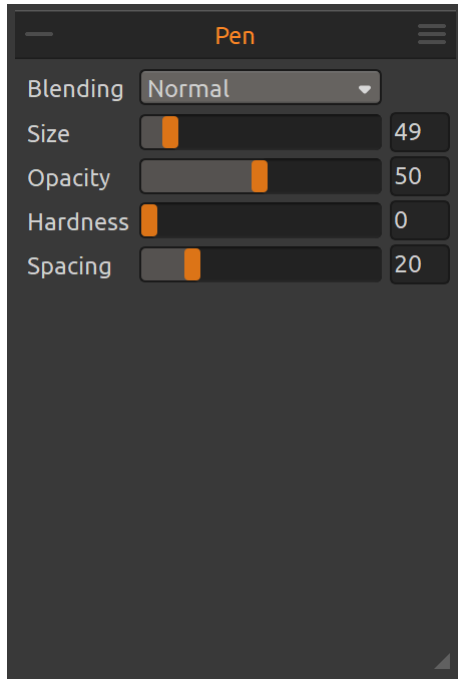 Pen
Blending Normal
Size 49
Opacity 50
Hardness 0
Spacing 20